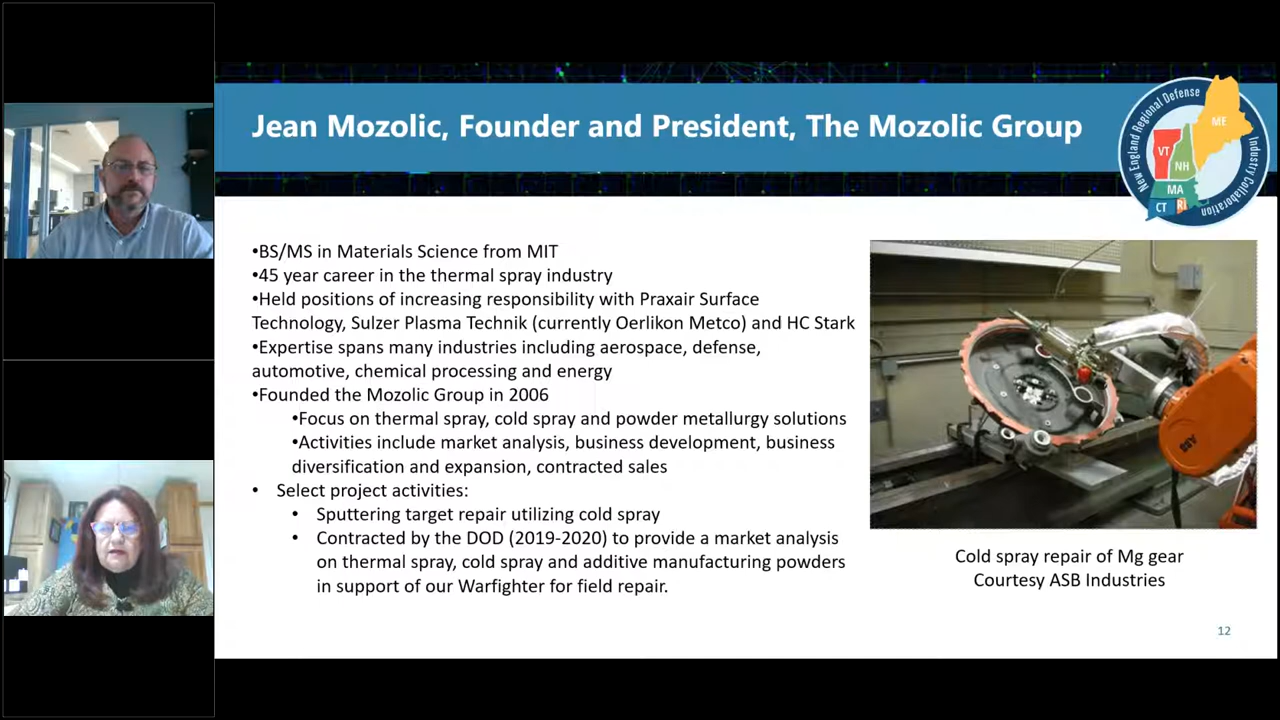 Jean Mozolic, Founder and President, The Mozolic Group
New England Regional Defense
Industry Collaboration
ME
VT
NH
MA
CT
RI
•BS/MS in Materials Science from MIT
•45 year career in the thermal spray industry
•Held positions of increasing responsibility with Praxair Surface
Technology, Sulzer Plasma Technik (currently Oerlikon Metco) and HC Stark
•Expertise spans many industries including aerospace, defense,
automotive, chemical processing and energy
•Founded the Mozolic Group in 2006
•Focus on thermal spray, cold spray and powder metallurgy solutions
•Activities include market analysis, business development, business
diversification and expansion, contracted sales
• Select project activities:
• Sputtering target repair utilizing cold spray
• Contracted by the DOD (2019-2020) to provide a market analysis
on thermal spray, cold spray and additive manufacturing powders
in support of our Warfighter for field repair.
ABB
Cold spray repair of Mg gear
Courtesy ASB Industries
12